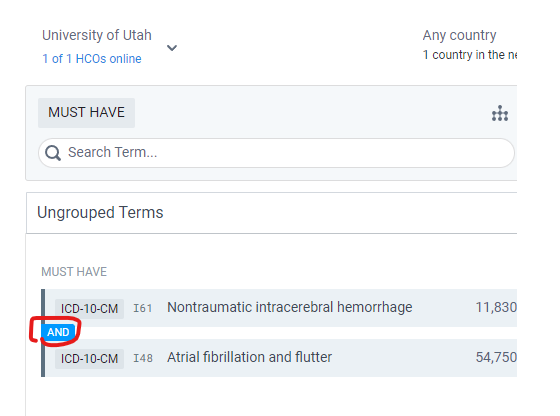 University of Utah
Any country
1 of 1 HCOs online
1 country in the ne
MUST HAVE
Search Term...
Ungrouped Terms
MUST HAVE
ICD-10-CM I61 Nontraumatic intracerebral hemorrhage 11,830
AND
ICD-10-CM I48 Atrial fibrillation and flutter 54,750